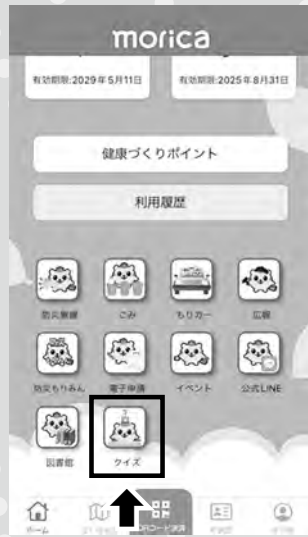 morica
有効期限:2029年5月11日
有効期限:2025年8月31日
健康づくりポイント
利用履歴
防災無線
ごみ
もりカー
広報
防災もりみん
電子申請
イベント
公式LINE
図書館
クイズ
ホーム
QRコード決済